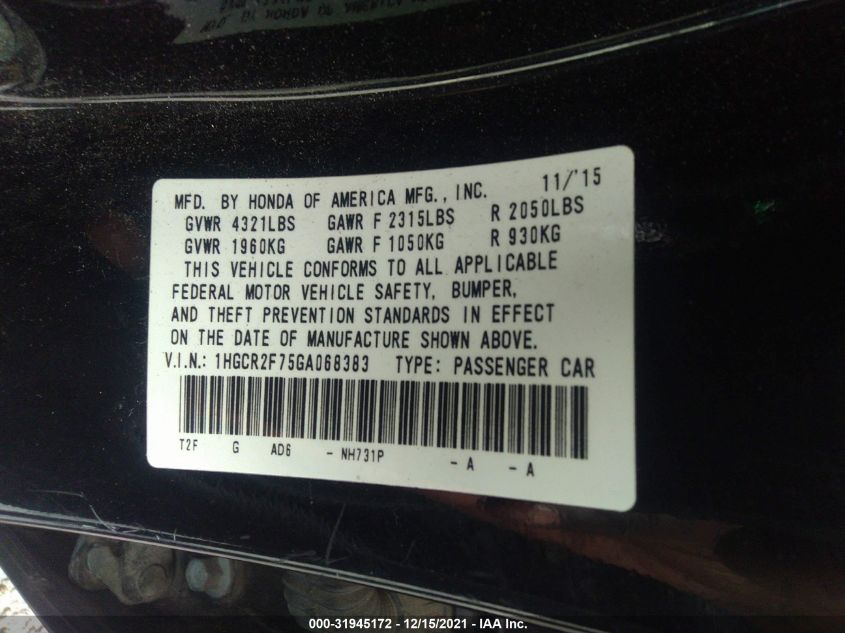 MFD. BY HONDA OF AMERICA MFG., INC. 11/'15
GVWR 4321LBS GAWR F 2315LBS R 2050LBS
GVWR 1960KG GAWR F 1050KG R 930KG
THIS VEHICLE CONFORMS TO ALL APPLICABLE
FEDERAL MOTOR VEHICLE SAFETY, BUMPER,
AND THEFT PREVENTION STANDARDS IN EFFECT
ON THE DATE OF MANUFACTURE SHOWN ABOVE.
V.I.N.: 1HGCR2F75GA068383 TYPE: PASSENGER CAR
T2F G AD6 - NH731P - A - A
000-31945172 - 12/15/2021 - IAA Inc.